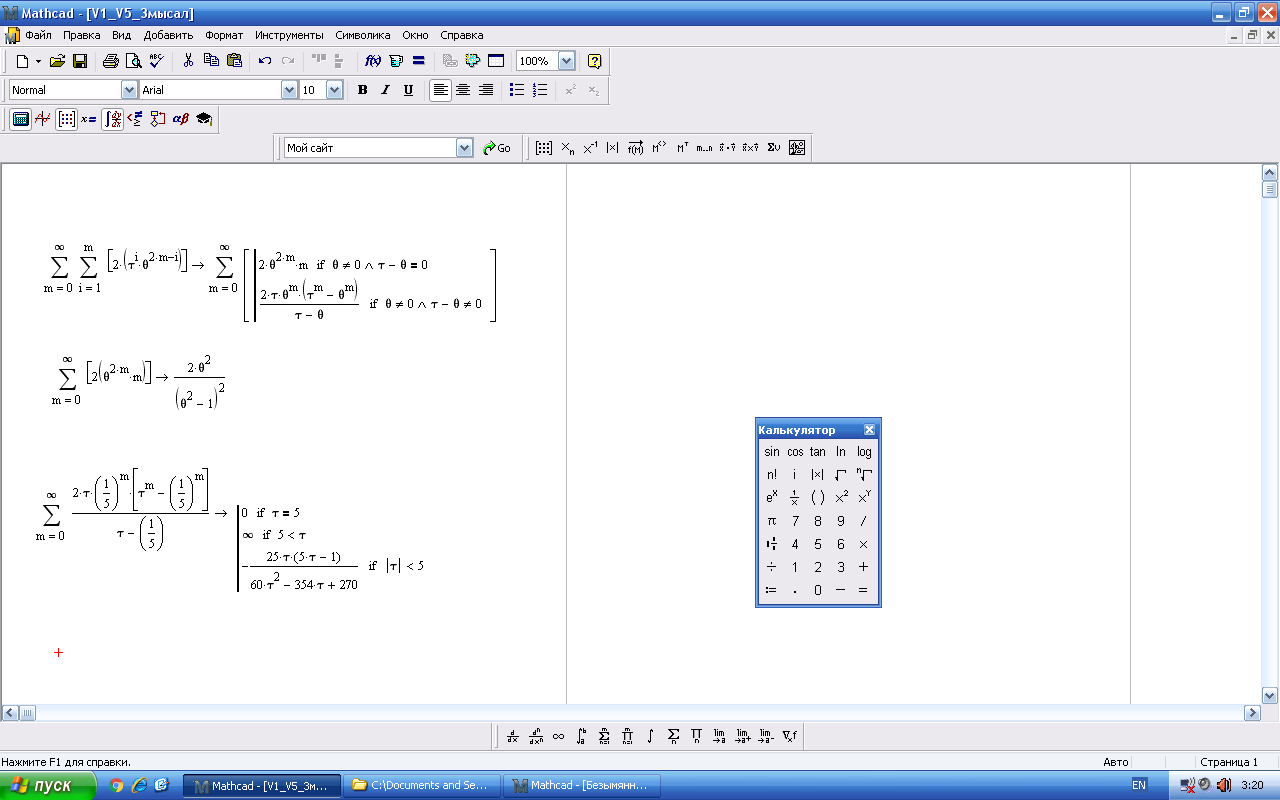 Mathcad - [V1_V5_Змысал]
Файл Правка Вид Добавить Формат Инструменты Символика Окно Справка
100%
Normal Arial 10 B I U
Мой сайт Go
∞ ∑ m = 0 m ∑ i = 1 [2·(τ^i·θ^(2·m−i))] → ∞ ∑ m = 0 [ 2·θ^(2·m)·m if θ ≠ 0 ∧ τ − θ = 0
2·τ·θ^m·(τ^m − θ^m) / (τ − θ) if θ ≠ 0 ∧ τ − θ ≠ 0 ]
∞ ∑ m = 0 [2(θ^(2·m)·m)] → 2·θ^2 / (θ^2 − 1)^2
∞ ∑ m = 0 2·τ·(1/5)^m·[τ^m − (1/5)^m] / (τ − (1/5)) → 0 if τ = 5
∞ if 5 < τ
− 25·τ·(5·τ − 1) / (60·τ^2 − 354·τ + 270) if |τ| < 5
Калькулятор
sin cos tan ln log
n! i |×| √ ⁿ√
e^x 1/x ( ) x² x^Y
π 7 8 9 /
4 5 6 ×
÷ 1 2 3 +
:= . 0 − =
Нажмите F1 для справки. Авто Страница 1
пуск Mathcad - [V1_V5_Зм... C:\Documents and Se... Mathcad - [Безымянн... EN 3:20